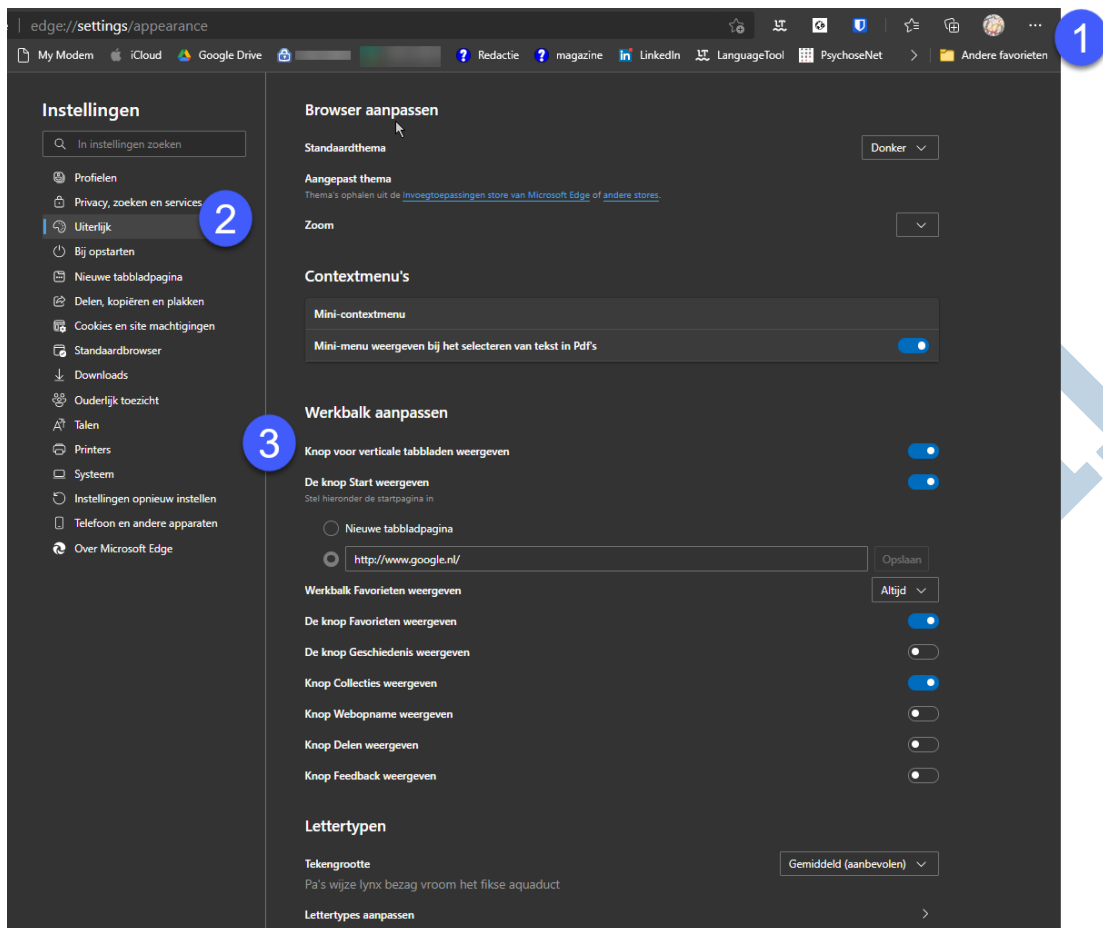 edge://settings/appearance
1
My Modem iCloud Google Drive Redactie magazine LinkedIn LanguageTool PsychoseNet Andere favorieten
Instellingen
In instellingen zoeken
Profielen
Privacy, zoeken en services
2
Uiterlijk
Bij opstarten
Nieuwe tabbladpagina
Delen, kopiëren en plakken
Cookies en site machtigingen
Standaardbrowser
Downloads
Ouderlijk toezicht
Talen
Printers
Systeem
Instellingen opnieuw instellen
Telefoon en andere apparaten
Over Microsoft Edge
Browser aanpassen
Standaardthema Donker
Aangepast thema
Thema's ophalen uit de Invoegtoepassingen store van Microsoft Edge of andere stores.
Zoom
Contextmenu's
Mini-contextmenu
Mini-menu weergeven bij het selecteren van tekst in Pdf's
Werkbalk aanpassen
3
Knop voor verticale tabbladen weergeven
De knop Start weergeven
Stel hieronder de startpagina in
Nieuwe tabbladpagina
http://www.google.nl/ Opslaan
Werkbalk Favorieten weergeven Altijd
De knop Favorieten weergeven
De knop Geschiedenis weergeven
Knop Collecties weergeven
Knop Webopname weergeven
Knop Delen weergeven
Knop Feedback weergeven
Lettertypen
Tekengrootte Gemiddeld (aanbevolen)
Pa's wijze lynx bezag vroom het fikse aquaduct
Lettertypes aanpassen